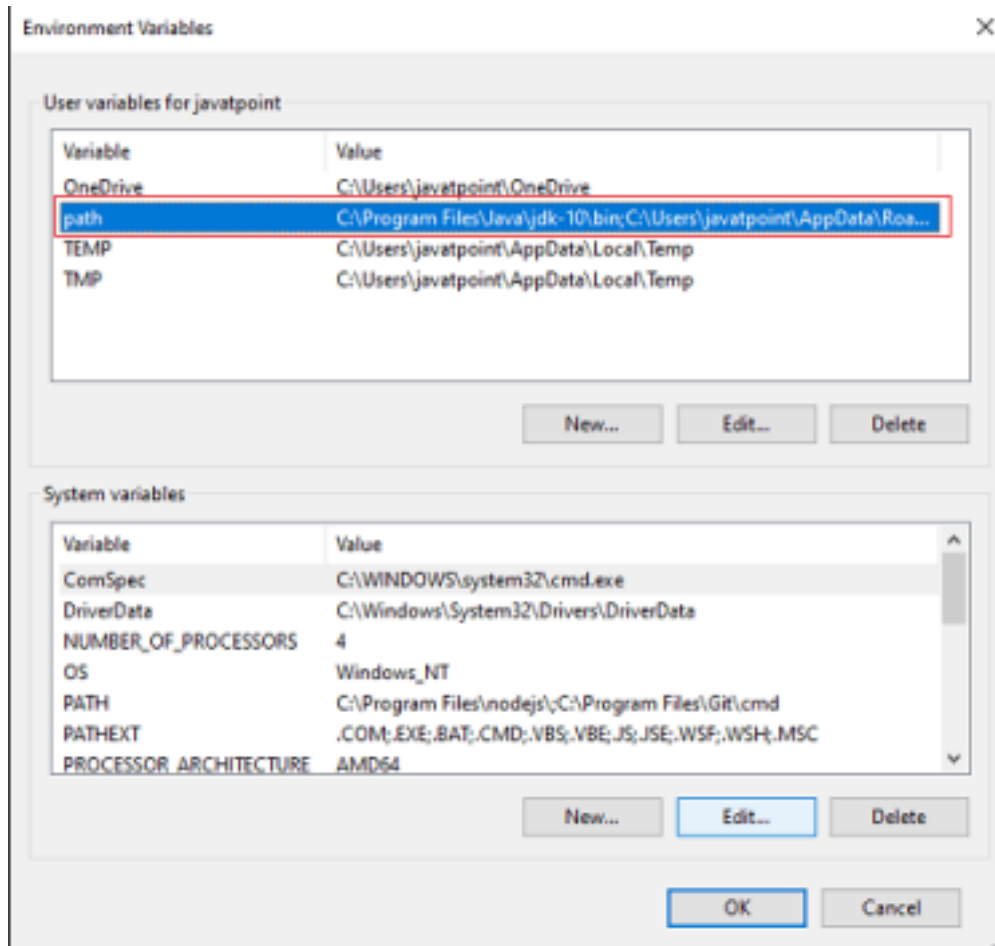 Environment Variables
User variables for javatpoint
Variable Value
OneDrive C:\Users\javatpoint\OneDrive
path C:\Program Files\Java\jdk-10\bin;C:\Users\javatpoint\AppData\Roa...
TEMP C:\Users\javatpoint\AppData\Local\Temp
TMP C:\Users\javatpoint\AppData\Local\Temp
New... Edit... Delete
System variables
Variable Value
ComSpec C:\WINDOWS\system32\cmd.exe
DriverData C:\Windows\System32\Drivers\DriverData
NUMBER_OF_PROCESSORS 4
OS Windows_NT
PATH C:\Program Files\nodejs\;C:\Program Files\Git\cmd
PATHEXT .COM;.EXE;.BAT;.CMD;.VBS;.VBE;.JS;.JSE;.WSF;.WSH;.MSC
PROCESSOR_ARCHITECTURE AMD64
New... Edit... Delete
OK Cancel